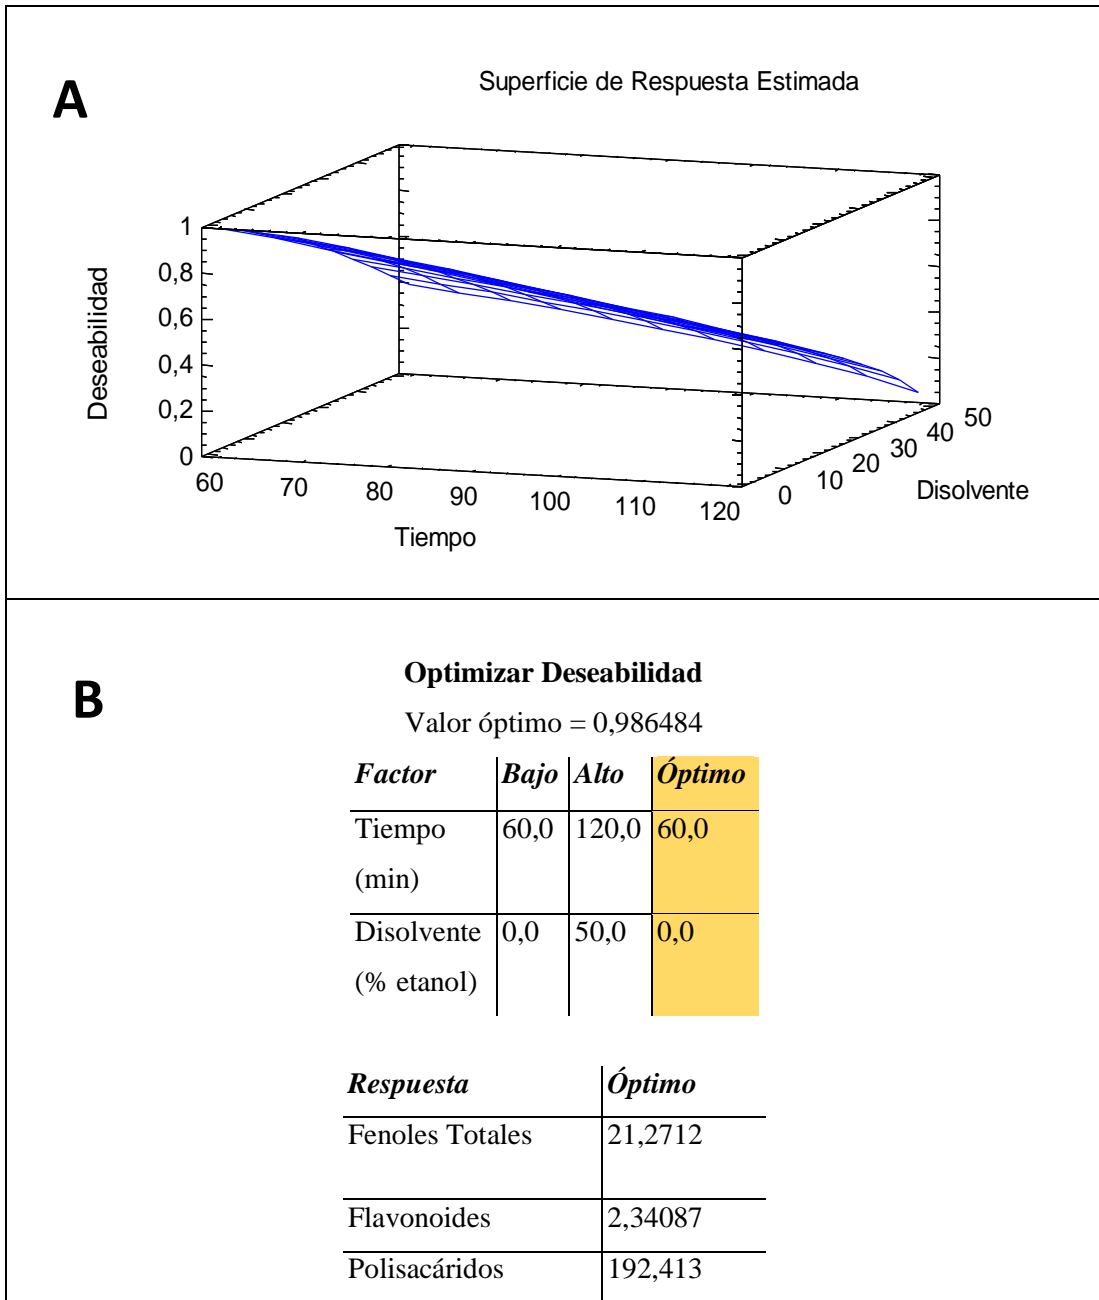 A
Superficie de Respuesta Estimada
Deseabilidad
1
0,8
0,6
0,4
0,2
0
60 70 80 90 100 110 120
Tiempo
0 10 20 30 40 50
Disolvente
B
Optimizar Deseabilidad
Valor óptimo = 0,986484
Factor Bajo Alto Óptimo
Tiempo 60,0 120,0 60,0
(min)
Disolvente 0,0 50,0 0,0
(% etanol)
Respuesta Óptimo
Fenoles Totales 21,2712
Flavonoides 2,34087
Polisacáridos 192,413